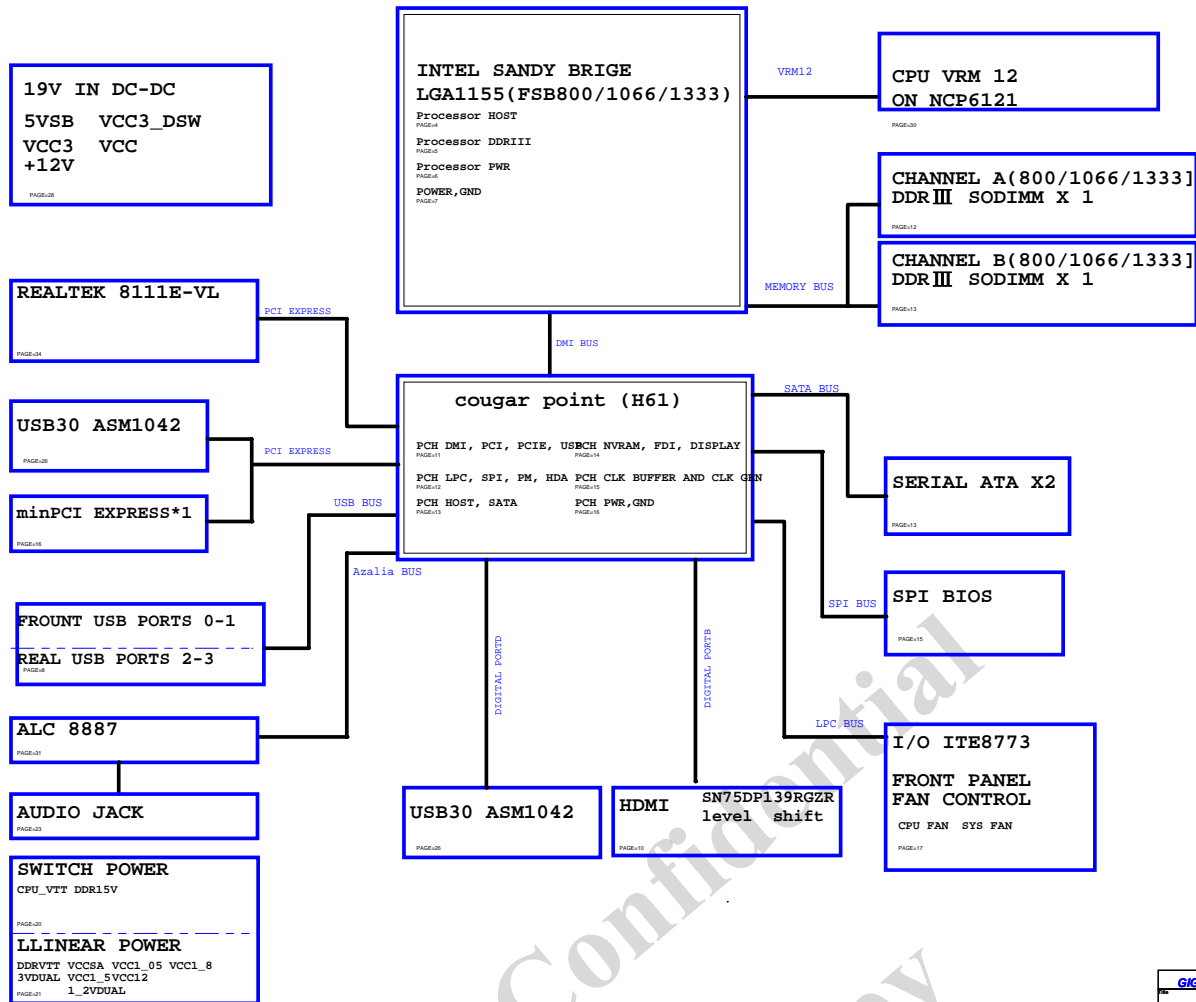 19V IN DC-DC
5VSB VCC3_DSW
VCC3 VCC
+12V
PAGE=28
INTEL SANDY BRIGE
LGA1155(FSB800/1066/1333)
Processor HOST
PAGE=4
Processor DDRIII
PAGE=5
Processor PWR
PAGE=6
POWER,GND
PAGE=7
VRM12
CPU VRM 12
ON NCP6121
PAGE=30
CHANNEL A(800/1066/1333]
DDRIII SODIMM X 1
PAGE=12
CHANNEL B(800/1066/1333]
DDRIII SODIMM X 1
PAGE=13
MEMORY BUS
REALTEK 8111E-VL
PAGE=34
PCI EXPRESS
DMI BUS
USB30 ASM1042
PAGE=26
PCI EXPRESS
minPCI EXPRESS*1
PAGE=16
cougar point (H61)
PCH DMI, PCI, PCIE, USB
PAGE=11
PCH NVRAM, FDI, DISPLAY
PAGE=14
PCH LPC, SPI, PM, HDA
PAGE=12
PCH CLK BUFFER AND CLK GEN
PAGE=15
PCH HOST, SATA
PAGE=13
PCH PWR,GND
PAGE=16
SATA BUS
SERIAL ATA X2
PAGE=13
USB BUS
Azalia BUS
FROUNT USB PORTS 0-1
REAL USB PORTS 2-3
PAGE=8
SPI BUS
SPI BIOS
PAGE=15
DIGITAL PORTD
DIGITAL PORTB
ALC 8887
PAGE=31
AUDIO JACK
PAGE=23
LPC BUS
I/O ITE8773
FRONT PANEL
FAN CONTROL
CPU FAN SYS FAN
PAGE=17
USB30 ASM1042
PAGE=26
HDMI SN75DP139RGZR
level shift
PAGE=10
SWITCH POWER
CPU_VTT DDR15V
PAGE=20
LLINEAR POWER
DDRVTT VCCSA VCC1_05 VCC1_8
3VDUAL VCC1_5VCC12
1_2VDUAL
PAGE=21
Confidential
Title